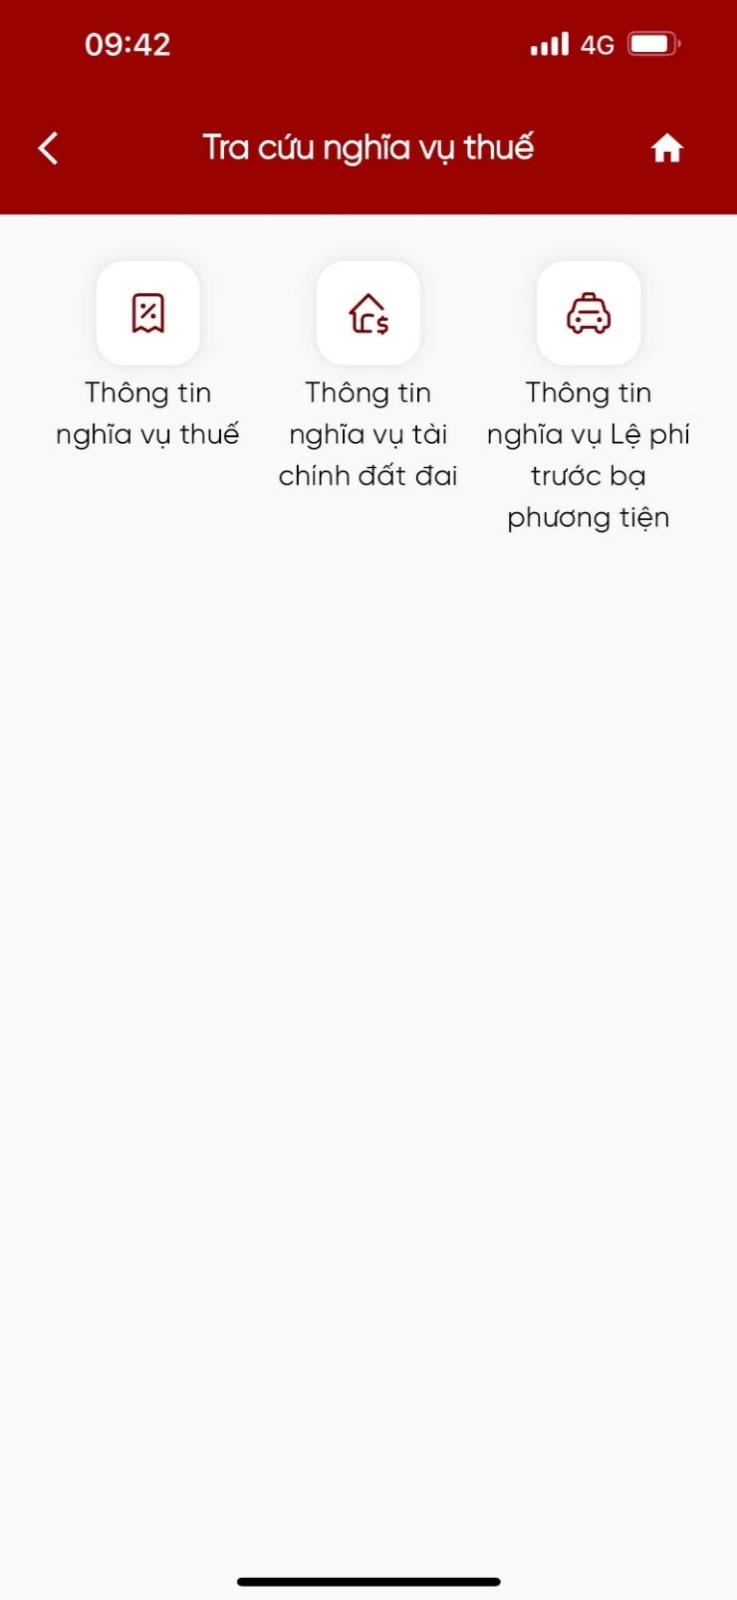 09:42
4G
Tra cứu nghĩa vụ thuế
Thông tin
nghĩa vụ thuế
Thông tin
nghĩa vụ tài
chính đất đai
Thông tin
nghĩa vụ Lệ phí
trước bạ
phương tiện